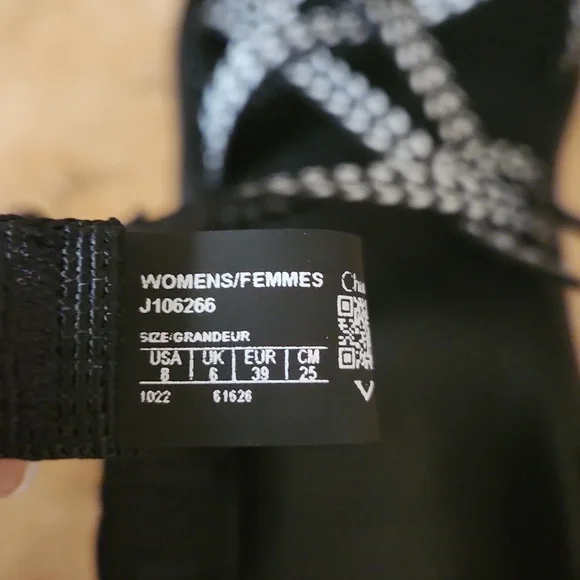 WOMENS/FEMMES
J106266
SIZE/GRANDEUR
USA UK EUR CM
8 6 39 25
1022 61626